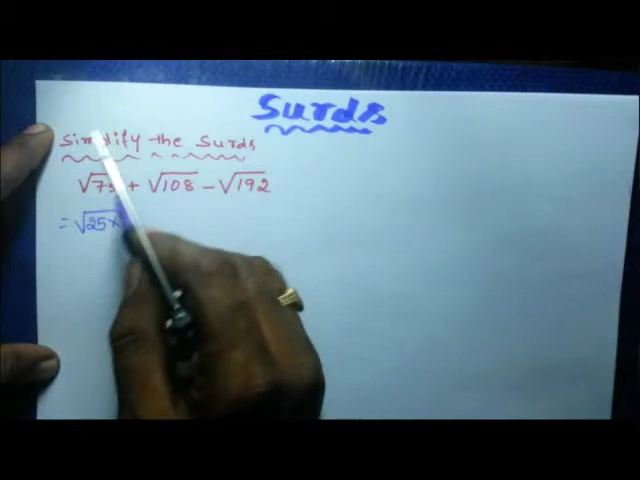 Surds
Simplify the Surds
√75 + √108 − √192
= √25×